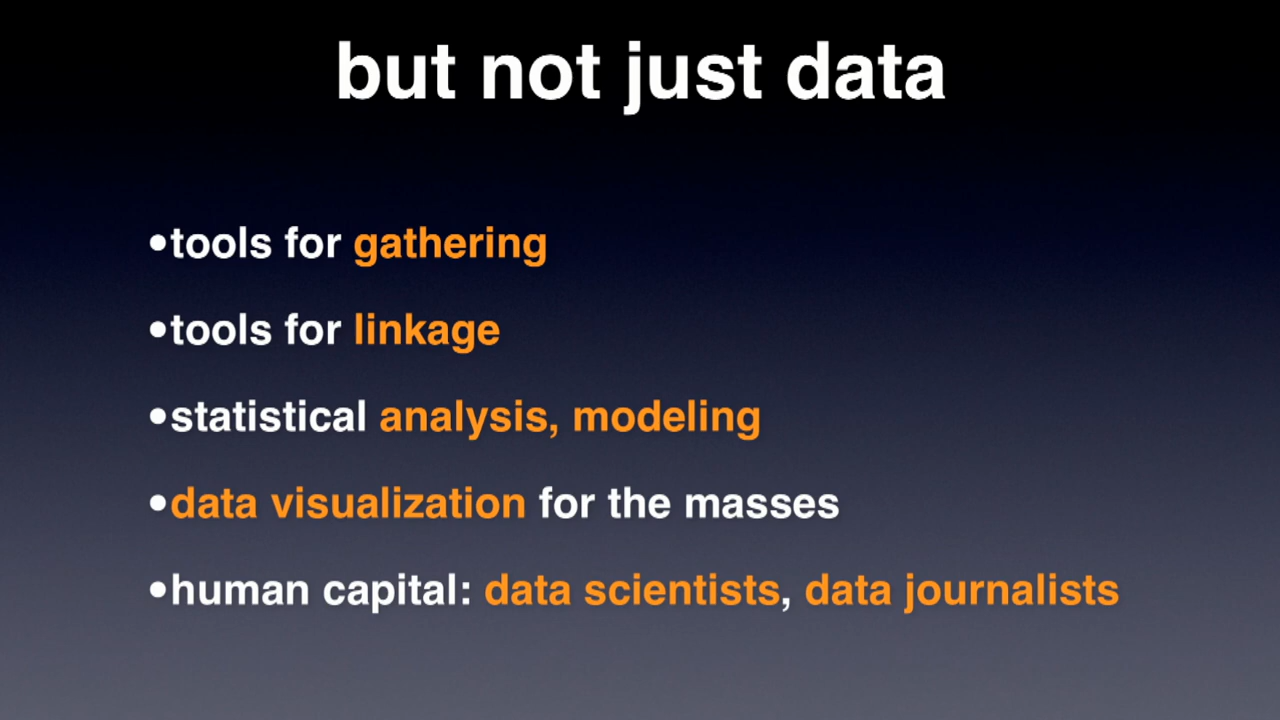 but not just data
•tools for gathering
•tools for linkage
•statistical analysis, modeling
•data visualization for the masses
•human capital: data scientists, data journalists